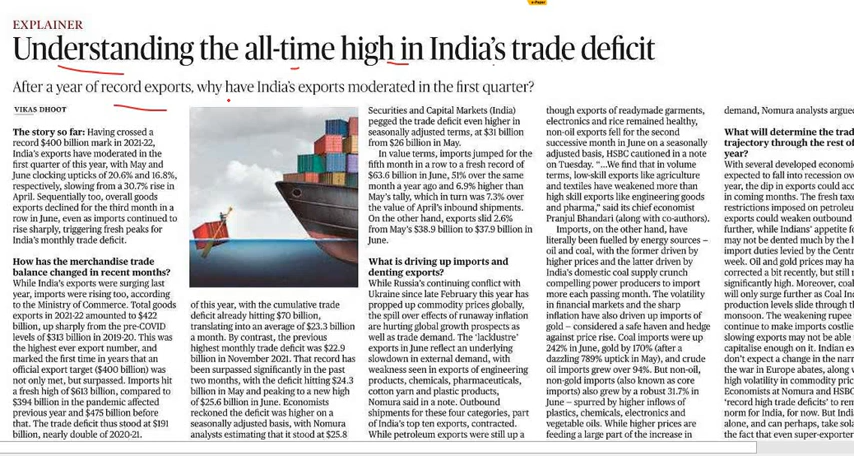 e-Paper
EXPLAINER
Understanding the all-time high in India's trade deficit
After a year of record exports, why have India's exports moderated in the first quarter?
VIKAS DHOOT
The story so far: Having crossed a
record $400 billion mark in 2021-22,
India's exports have moderated in the
first quarter of this year, with May and
June clocking upticks of 20.6% and 16.8%,
respectively, slowing from a 30.7% rise in
April. Sequentially too, overall goods
exports declined for the third month in a
row in June, even as imports continued to
rise sharply, triggering fresh peaks for
India's monthly trade deficit.
How has the merchandise trade
balance changed in recent months?
While India's exports were surging last
year, imports were rising too, according
to the Ministry of Commerce. Total goods
exports in 2021-22 amounted to $422
billion, up sharply from the pre-COVID
levels of $313 billion in 2019-20. This was
the highest ever export number, and
marked the first time in years that an
official export target ($400 billion) was
not only met, but surpassed. Imports hit
a fresh high of $613 billion, compared to
$394 billion in the pandemic affected
previous year and $475 billion before
that. The trade deficit thus stood at $191
billion, nearly double of 2020-21.
of this year, with the cumulative trade
deficit already hitting $70 billion,
translating into an average of $23.3 billion
a month. By contrast, the previous
highest monthly trade deficit was $22.9
billion in November 2021. That record has
been surpassed significantly in the past
two months, with the deficit hitting $24.3
billion in May and peaking to a new high
of $25.6 billion in June. Economists
reckoned the deficit was higher on a
seasonally adjusted basis, with Nomura
analysts estimating that it stood at $25.8
Securities and Capital Markets (India)
pegged the trade deficit even higher in
seasonally adjusted terms, at $31 billion
from $26 billion in May.
In value terms, imports jumped for the
fifth month in a row to a fresh record of
$63.6 billion in June, 51% over the same
month a year ago and 6.9% higher than
May's tally, which in turn was 7.3% over
the value of April's inbound shipments.
On the other hand, exports slid 2.6%
from May's $38.9 billion to $37.9 billion in
June.
What is driving up imports and
denting exports?
While Russia's continuing conflict with
Ukraine since late February this year has
propped up commodity prices globally,
the spill over effects of runaway inflation
are hurting global growth prospects as
well as trade demand. The 'lacklustre'
exports in June reflect an underlying
slowdown in external demand, with
weakness seen in exports of engineering
products, chemicals, pharmaceuticals,
cotton yarn and plastic products,
Nomura said in a note. Outbound
shipments for these four categories, part
of India's top ten exports, contracted.
While petroleum exports were still up a
though exports of readymade garments,
electronics and rice remained healthy,
non-oil exports fell for the second
successive month in June on a seasonally
adjusted basis, HSBC cautioned in a note
on Tuesday. "...We find that in volume
terms, low-skill exports like agriculture
and textiles have weakened more than
high skill exports like engineering goods
and pharma," said its chief economist
Pranjul Bhandari (along with co-authors).
Imports, on the other hand, have
literally been fuelled by energy sources –
oil and coal, with the former driven by
higher prices and the latter driven by
India's domestic coal supply crunch
compelling power producers to import
more each passing month. The volatility
in financial markets and the sharp
inflation have also driven up imports of
gold – considered a safe haven and hedge
against price rise. Coal imports were up
242% in June, gold by 170% (after a
dazzling 789% uptick in May), and crude
oil imports grew over 94%. But non-oil,
non-gold imports (also known as core
imports) also grew by a robust 31.7% in
June – spurred by higher inflows of
plastics, chemicals, electronics and
vegetable oils. While higher prices are
feeding a large part of the increase in
demand, Nomura analysts argue
What will determine the trad
trajectory through the rest of
year?
With several developed economie
expected to fall into recession ove
year, the dip in exports could acc
in coming months. The fresh taxe
restrictions imposed on petroleu
exports could weaken outbound
further, while Indians' appetite fo
may not be dented much by the h
import duties levied by the Centr
week. Oil and gold prices may ha
corrected a bit recently, but still r
significantly high. Moreover, coal
will only surge further as Coal Inc
production levels slide through th
monsoon. The weakening rupee
continue to make imports costlie
slowing exports may not be able
capitalise enough on it. Indian ex
don't expect a change in the narr
the war in Europe abates, along w
high volatility in commodity pric
Economists at Nomura and HSBC
'record high trade deficits' to rem
norm for India, for now. But India
alone, and can perhaps, take sola
the fact that even super-exporter